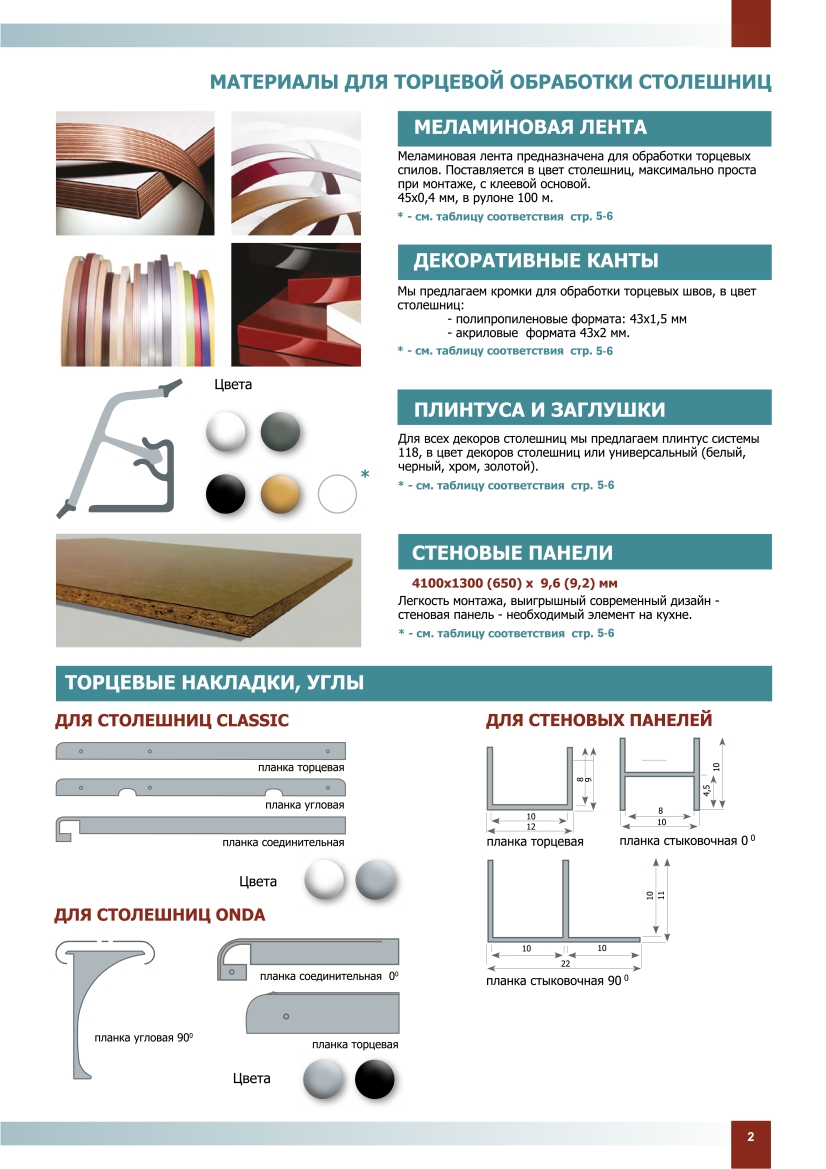 МАТЕРИАЛЫ ДЛЯ ТОРЦЕВОЙ ОБРАБОТКИ СТОЛЕШНИЦ
МЕЛАМИНОВАЯ ЛЕНТА
Меламиновая лента предназначена для обработки торцевых
спилов. Поставляется в цвет столешниц, максимально проста
при монтаже, с клеевой основой.
45х0,4 мм, в рулоне 100 м.
* - см. таблицу соответствия стр. 5-6
ДЕКОРАТИВНЫЕ КАНТЫ
Мы предлагаем кромки для обработки торцевых швов, в цвет
столешниц:
- полипропиленовые формата: 43х1,5 мм
- акриловые формата 43х2 мм.
* - см. таблицу соответствия стр. 5-6
Цвета
*
ПЛИНТУСА И ЗАГЛУШКИ
Для всех декоров столешниц мы предлагаем плинтус системы
118, в цвет декоров столешниц или универсальный (белый,
черный, хром, золотой).
* - см. таблицу соответствия стр. 5-6
СТЕНОВЫЕ ПАНЕЛИ
4100х1300 (650) х 9,6 (9,2) мм
Легкость монтажа, выигрышный современный дизайн -
стеновая панель - необходимый элемент на кухне.
* - см. таблицу соответствия стр. 5-6
ТОРЦЕВЫЕ НАКЛАДКИ, УГЛЫ
ДЛЯ СТОЛЕШНИЦ CLASSIC
планка торцевая
планка угловая
планка соединительная
Цвета
ДЛЯ СТОЛЕШНИЦ ONDA
планка соединительная 0⁰
планка угловая 90⁰
планка торцевая
Цвета
ДЛЯ СТЕНОВЫХ ПАНЕЛЕЙ
8
9
10
12
планка торцевая
10
4,5
8
10
планка стыковочная 0 ⁰
10
11
10
10
22
планка стыковочная 90 ⁰
2